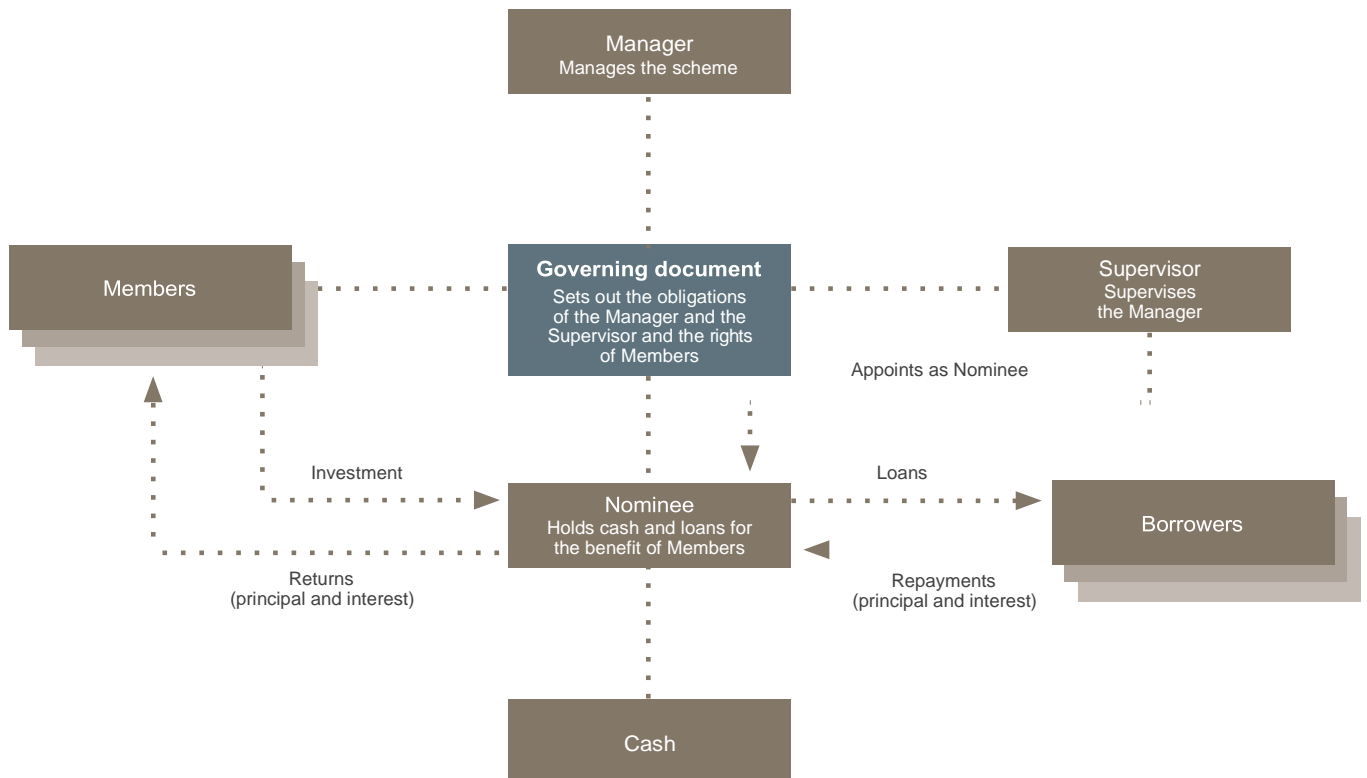 Manager
Manages the scheme
Members
Governing document
Sets out the obligations
of the Manager and the
Supervisor and the rights
of Members
Supervisor
Supervises
the Manager
Appoints as Nominee
Investment
Loans
Nominee
Holds cash and loans for
the benefit of Members
Borrowers
Returns
(principal and interest)
Repayments
(principal and interest)
Cash